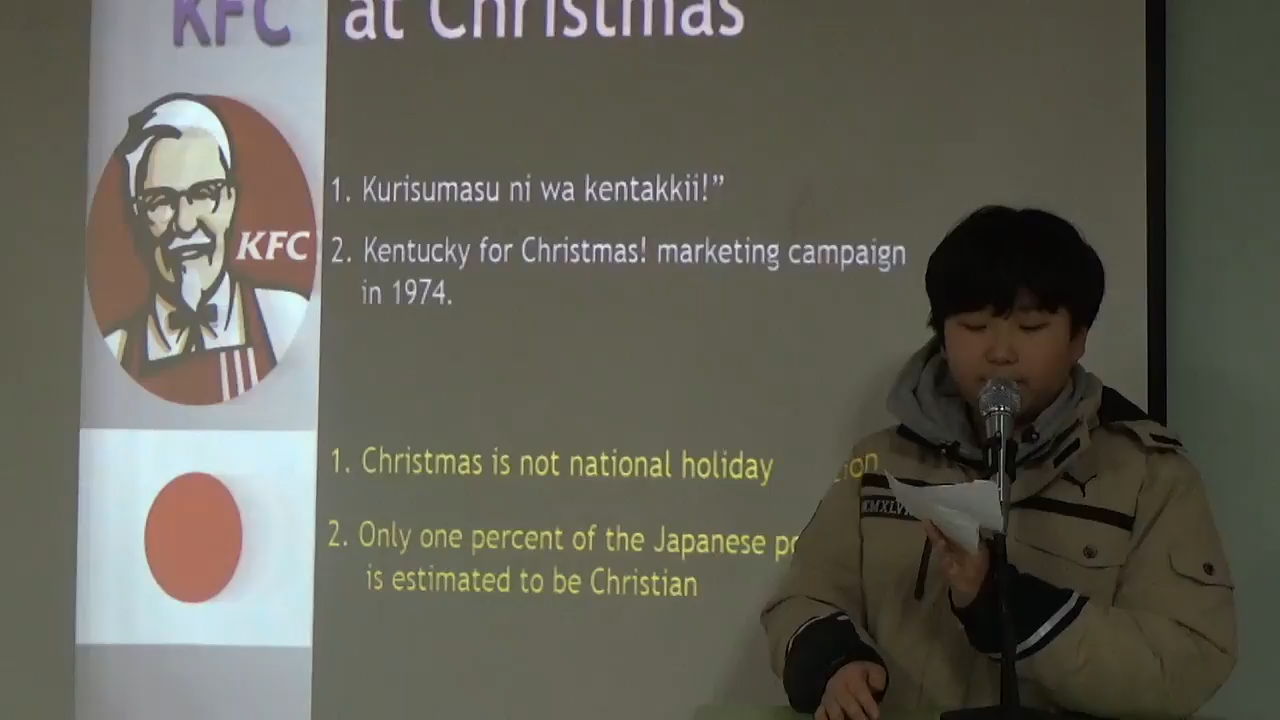 KFC at Christmas
KFC
1. Kurisumasu ni wa kentakkii!”
2. Kentucky for Christmas! marketing campaign
in 1974.
1. Christmas is not national holiday
2. Only one percent of the Japanese
is estimated to be Christian